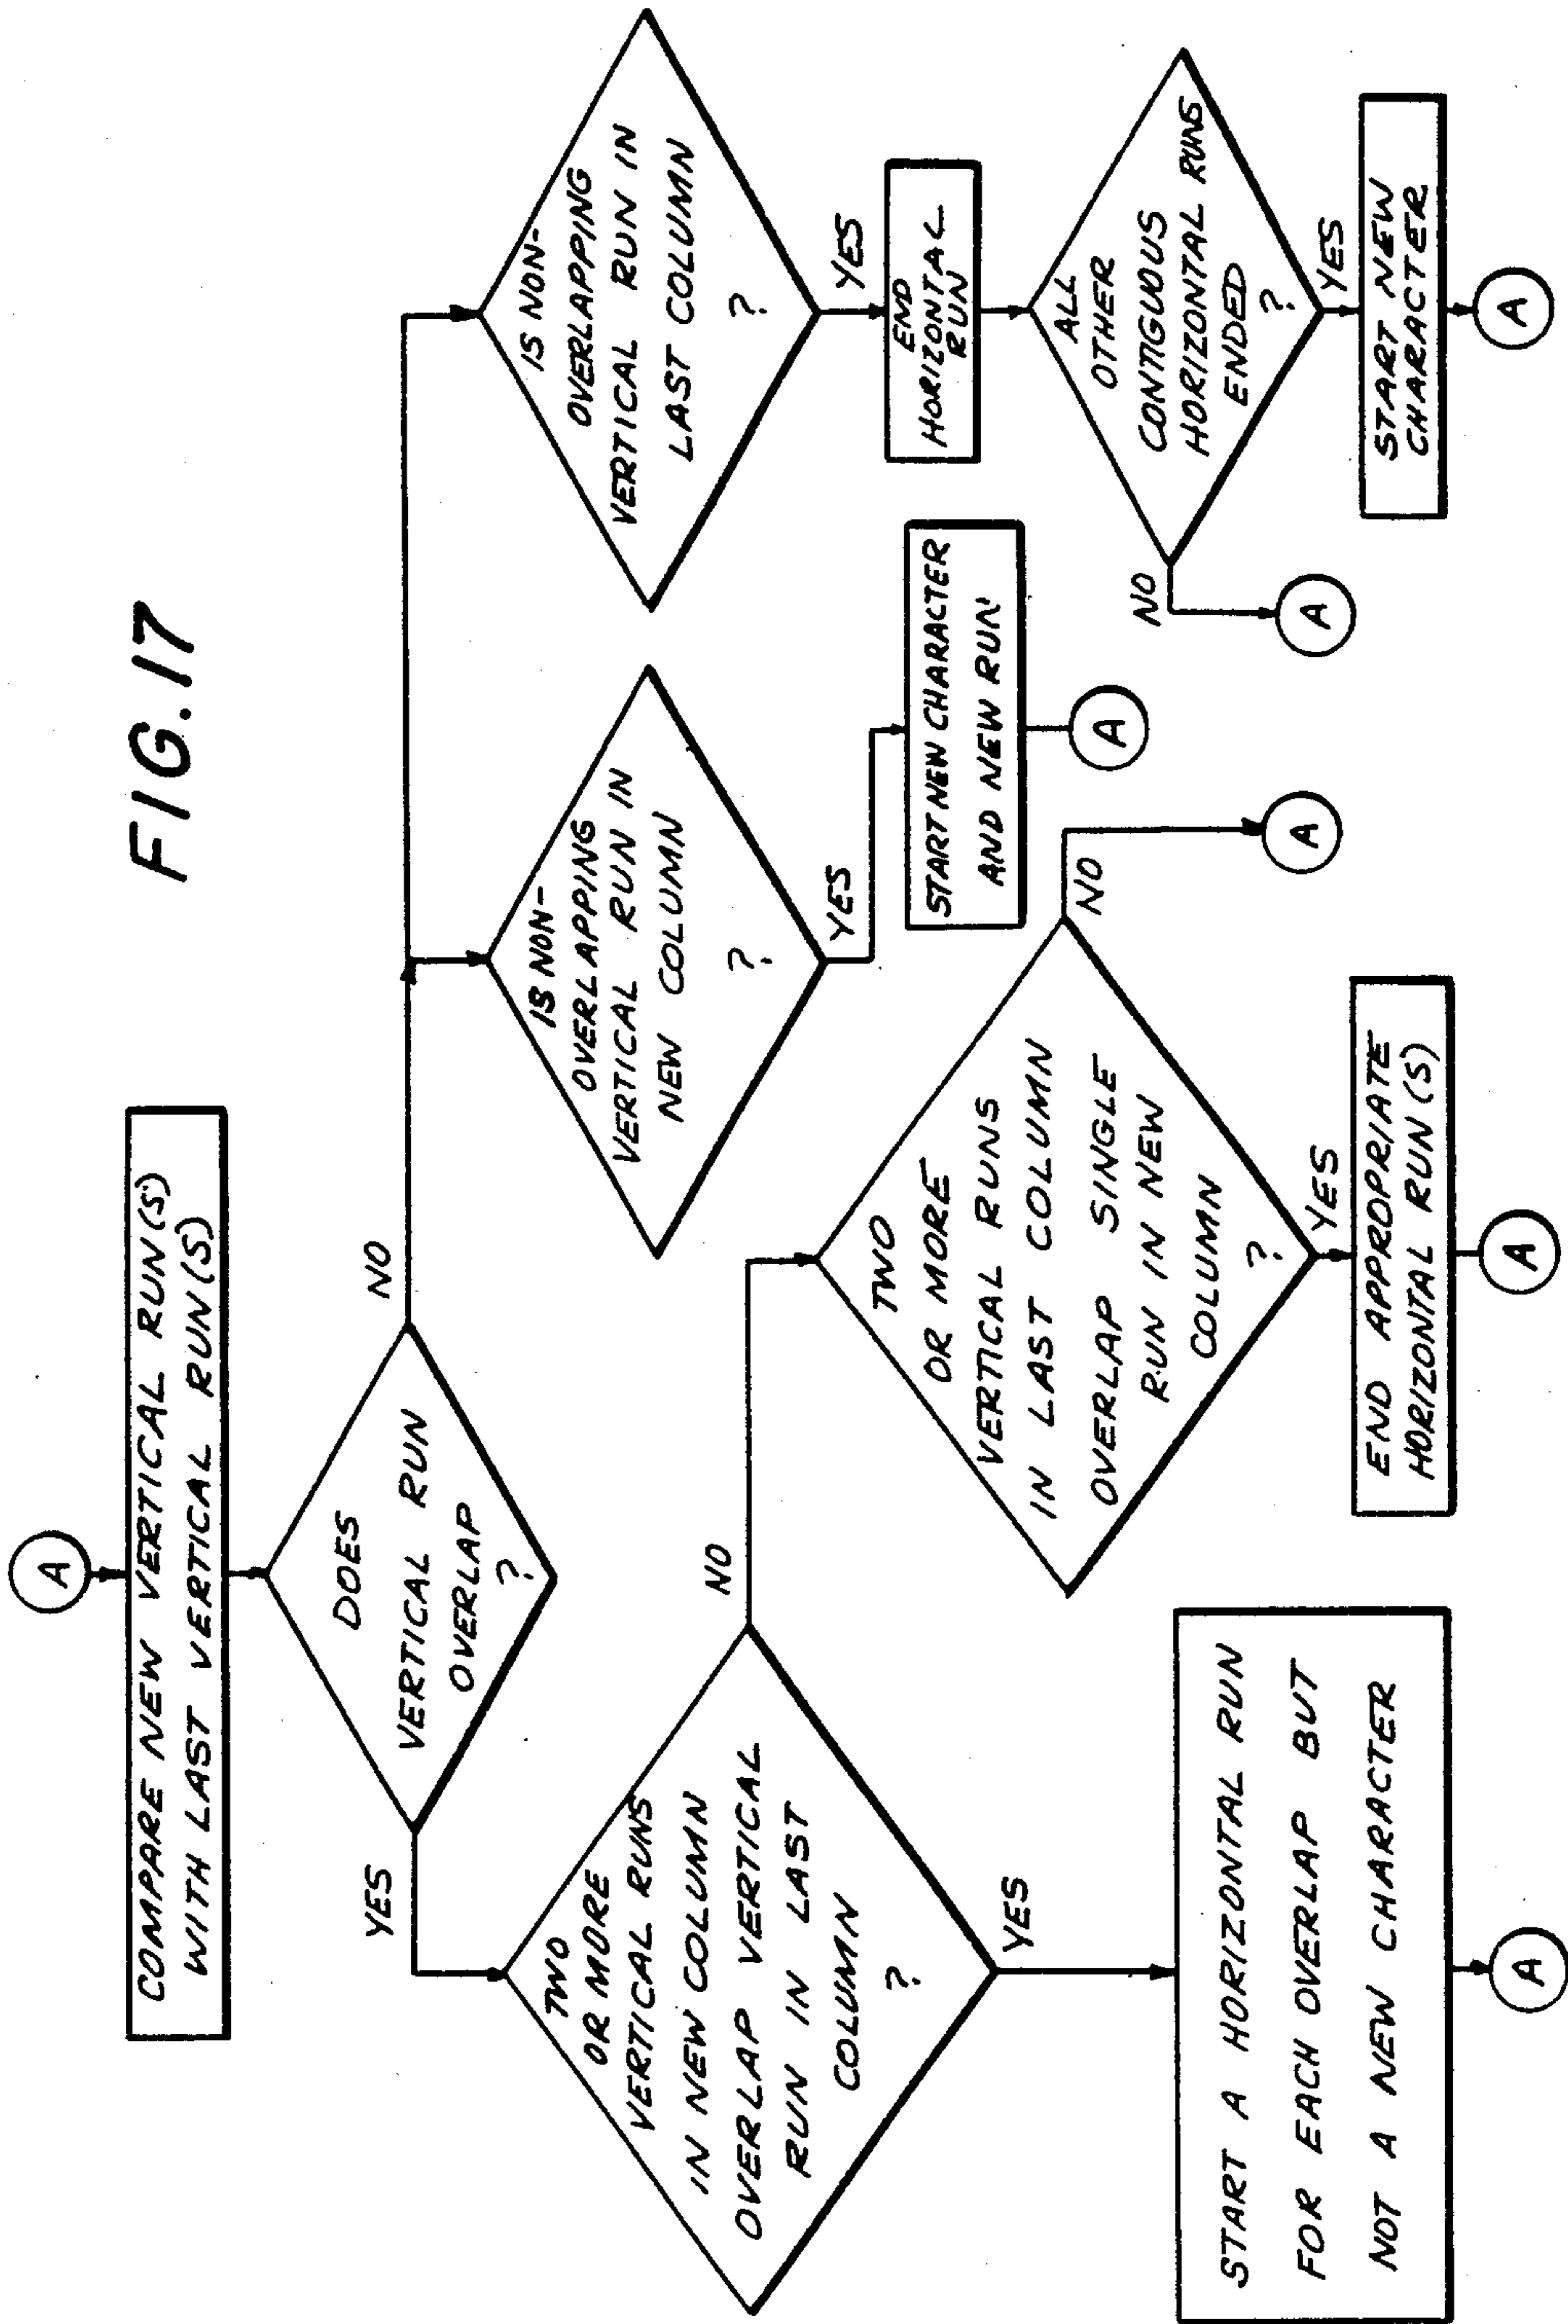 FIG.17
A
COMPARE NEW VERTICAL RUN(S)
WITH LAST VERTICAL RUN(S)
DOES
VERTICAL RUN
OVERLAP
?
YES
NO
TWO
OR MORE
VERTICAL RUNS
IN NEW COLUMN
OVERLAP VERTICAL
RUN IN LAST
COLUMN
?
NO
YES
START A HORIZONTAL RUN
FOR EACH OVERLAP BUT
NOT A NEW CHARACTER
A
TWO
OR MORE
VERTICAL RUNS
IN LAST COLUMN
OVERLAP SINGLE
RUN IN NEW
COLUMN
?
NO
A
YES
END APPROPRIATE
HORIZONTAL RUN(S)
A
IS NON-
OVERLAPPING
VERTICAL RUN IN
NEW COLUMN
?
YES
START NEW CHARACTER
AND NEW RUN
A
IS NON-
OVERLAPPING
VERTICAL RUN IN
LAST COLUMN
?
YES
END
HORIZONTAL
RUN
ALL
OTHER
CONTIGUOUS
HORIZONTAL RUNS
ENDED
?
NO
A
YES
START NEW
CHARACTER
A